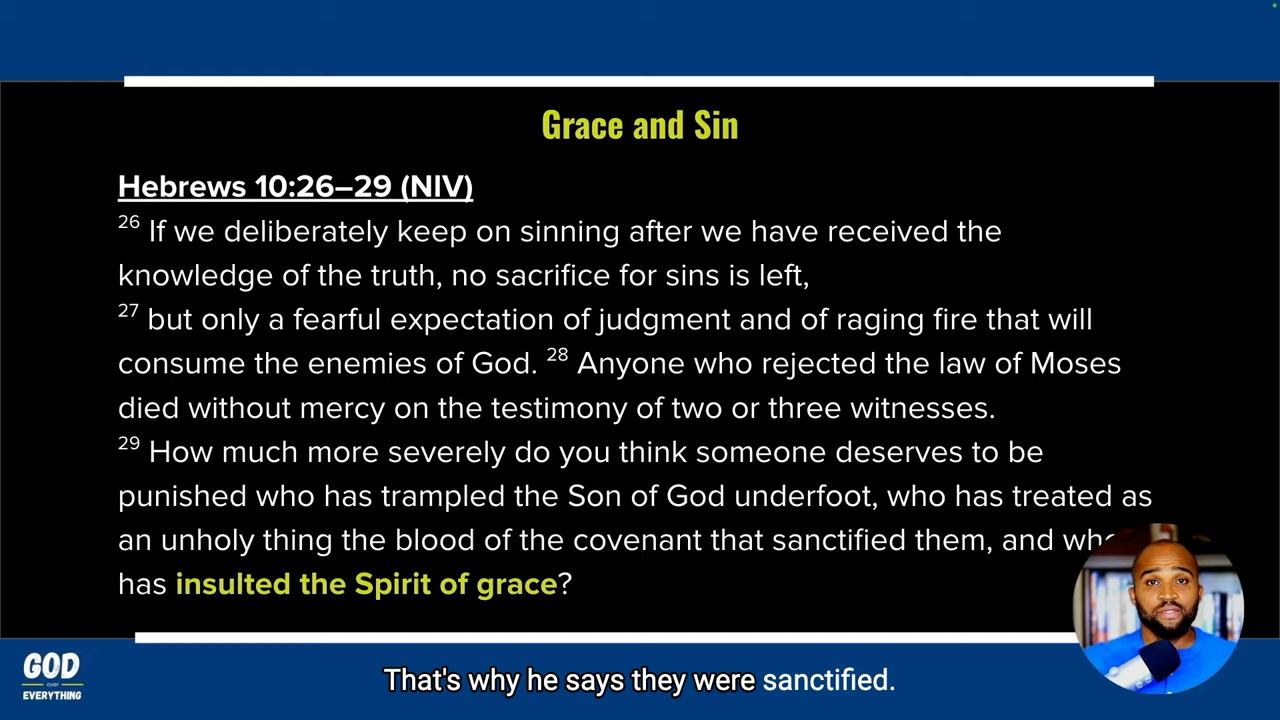 Grace and Sin
Hebrews 10:26–29 (NIV)
26 If we deliberately keep on sinning after we have received the
knowledge of the truth, no sacrifice for sins is left,
27 but only a fearful expectation of judgment and of raging fire that will
consume the enemies of God. 28 Anyone who rejected the law of Moses
died without mercy on the testimony of two or three witnesses.
29 How much more severely do you think someone deserves to be
punished who has trampled the Son of God underfoot, who has treated as
an unholy thing the blood of the covenant that sanctified them, and who
has insulted the Spirit of grace?
GOD
over
EVERYTHING
That's why he says they were sanctified.